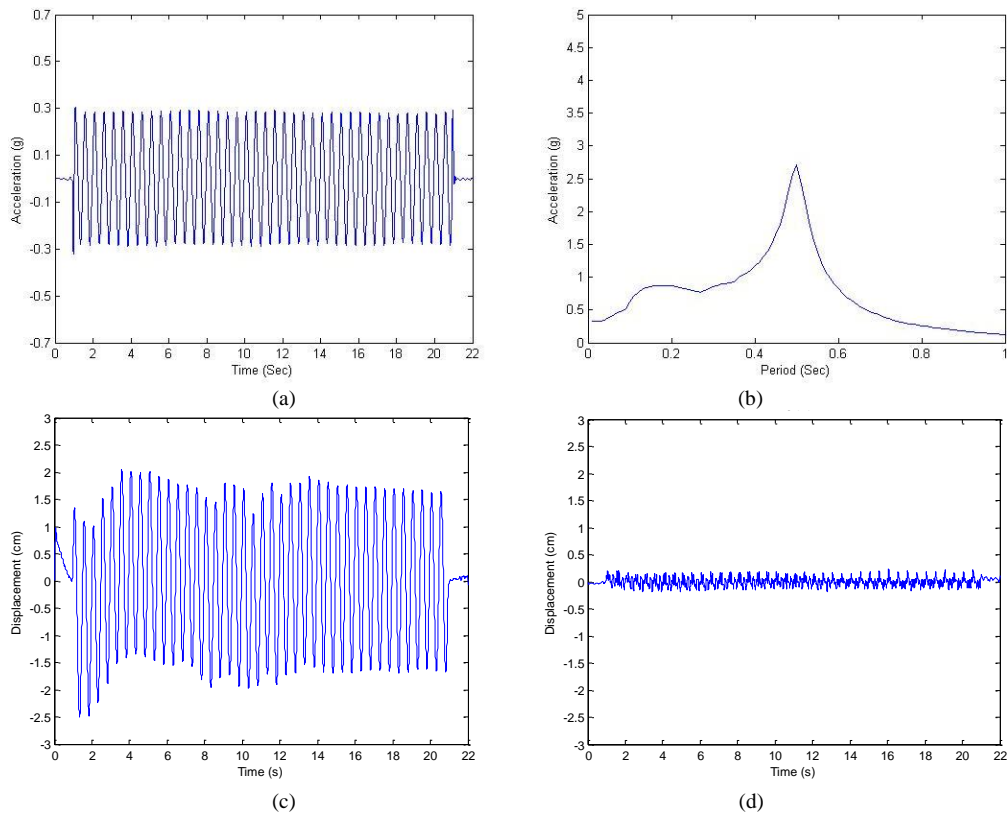 0.7
0.5
0.3
0.1
-0.1
-0.3
-0.5
-0.7
Acceleration (g)
0 2 4 6 8 10 12 14 16 18 20 22
Time (Sec)
(a)
5
4.5
4
3.5
3
2.5
2
1.5
1
0.5
0
Acceleration (g)
0 0.2 0.4 0.6 0.8 1
Period (Sec)
(b)
3
2.5
2
1.5
1
0.5
0
-0.5
-1
-1.5
-2
-2.5
-3
Displacement (cm)
0 2 4 6 8 10 12 14 16 18 20 22
Time (s)
(c)
3
2.5
2
1.5
1
0.5
0
-0.5
-1
-1.5
-2
-2.5
-3
Displacement (cm)
0 2 4 6 8 10 12 14 16 18 20 22
Time (s)
(d)